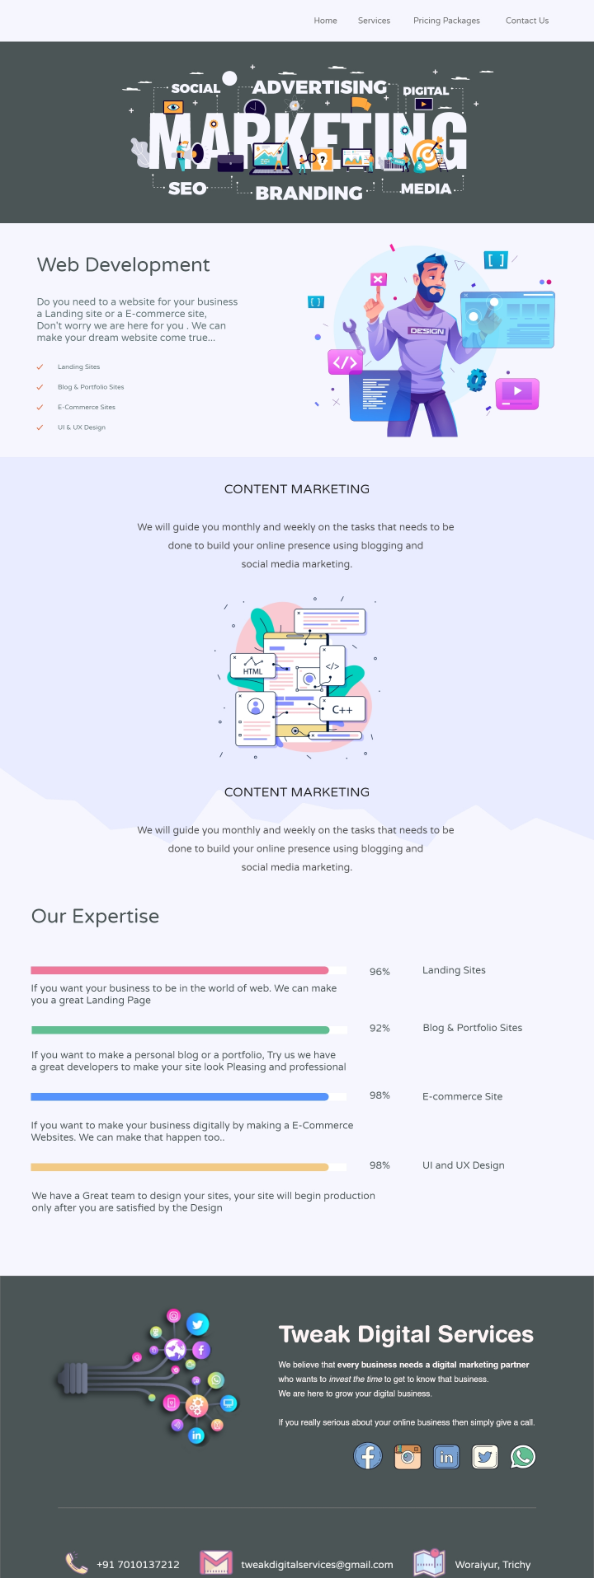 Home Services Pricing Packages Contact Us
SOCIAL ADVERTISING DIGITAL
MARKETING
SEO BRANDING MEDIA
Web Development
Do you need to a website for your business
a Landing site or a E-commerce site,
Don't worry we are here for you . We can
make your dream website come true...
Landing Sites
Blog & Portfolio Sites
E-Commerce Sites
UI & UX Design
[ ]
[ ]
DESIGN
</>
CONTENT MARKETING
We will guide you monthly and weekly on the tasks that needs to be
done to build your online presence using blogging and
social media marketing.
HTML
</>
C++
CONTENT MARKETING
We will guide you monthly and weekly on the tasks that needs to be
done to build your online presence using blogging and
social media marketing.
Our Expertise
96% Landing Sites
If you want your business to be in the world of web. We can make
you a great Landing Page
92% Blog & Portfolio Sites
If you want to make a personal blog or a portfolio, Try us we have
a great developers to make your site look Pleasing and professional
98% E-commerce Site
If you want to make your business digitally by making a E-Commerce
Websites. We can make that happen too..
98% UI and UX Design
We have a Great team to design your sites, your site will begin production
only after you are satisfied by the Design
Tweak Digital Services
We believe that every business needs a digital marketing partner
who wants to invest the time to get to know that business.
We are here to grow your digital business.
If you really serious about your online business then simply give a call.
+91 7010137212 tweakdigitalservices@gmail.com Woraiyur, Trichy